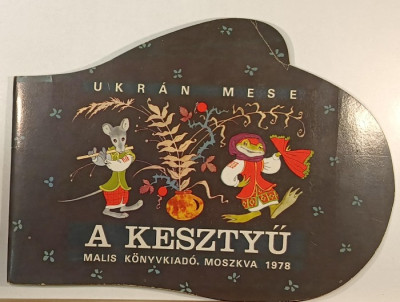 UKRÁN MESE
A KESZTYŰ
MALIS KÖNYVKIADÓ. MOSZKVA 1978